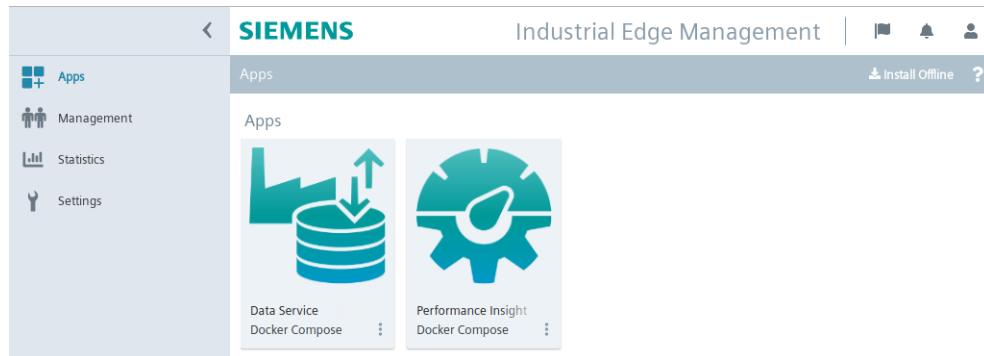 SIEMENS
Industrial Edge Management
Apps
Management
Statistics
Settings
Apps
Install Offline
?
Apps
Data Service
Docker Compose
Performance Insight
Docker Compose